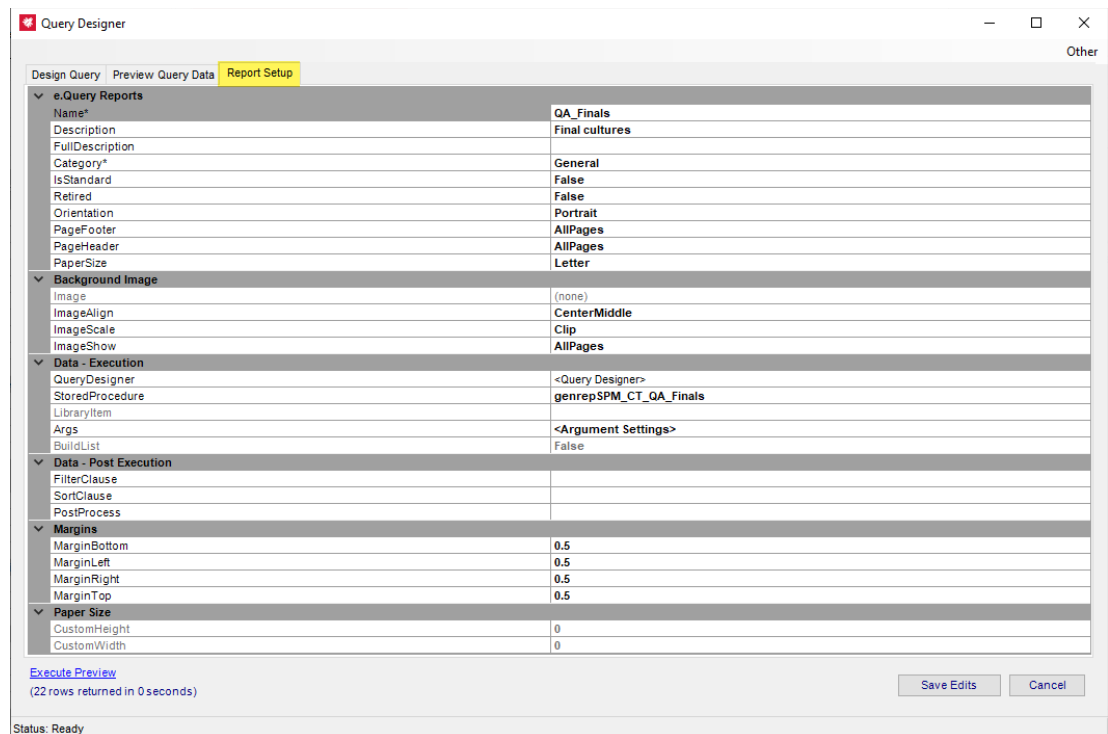 Query Designer
Other
Design Query Preview Query Data Report Setup
e.Query Reports
Name* QA_Finals
Description Final cultures
FullDescription
Category* General
IsStandard False
Retired False
Orientation Portrait
PageFooter AllPages
PageHeader AllPages
PaperSize Letter
Background Image
Image (none)
ImageAlign CenterMiddle
ImageScale Clip
ImageShow AllPages
Data - Execution
QueryDesigner <Query Designer>
StoredProcedure genrepSPM_CT_QA_Finals
LibraryItem
Args <Argument Settings>
BuildList False
Data - Post Execution
FilterClause
SortClause
PostProcess
Margins
MarginBottom 0.5
MarginLeft 0.5
MarginRight 0.5
MarginTop 0.5
Paper Size
CustomHeight 0
CustomWidth 0
Execute Preview
(22 rows returned in 0 seconds)
Save Edits Cancel
Status: Ready